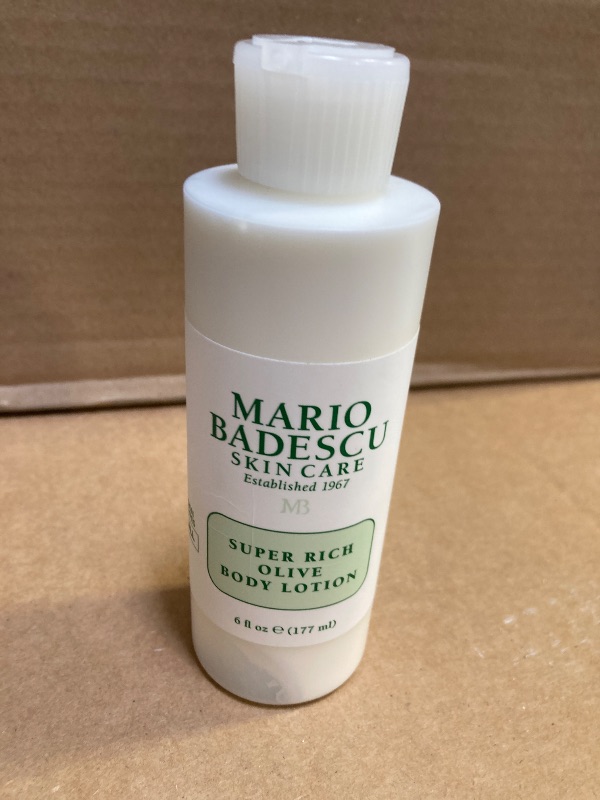 MARIO
BADESCU
SKIN CARE
Established 1967
MB
SUPER RICH
OLIVE
BODY LOTION
6 fl oz ℮ (177 ml)